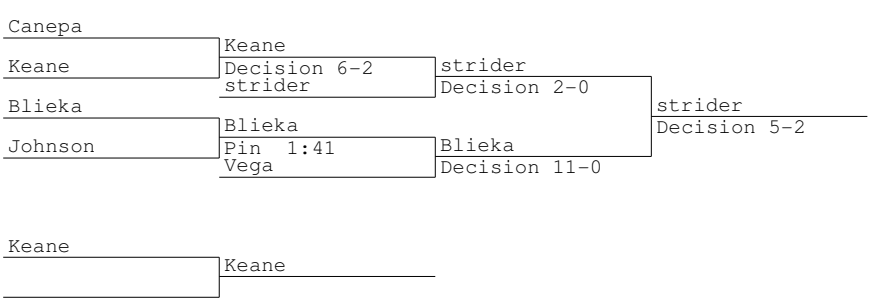 Canepa
Keane
Keane
Decision 6-2
strider
strider
Decision 2-0
Blieka
strider
Decision 5-2
Blieka
Johnson
Pin 1:41
Vega
Blieka
Decision 11-0
Keane
Keane